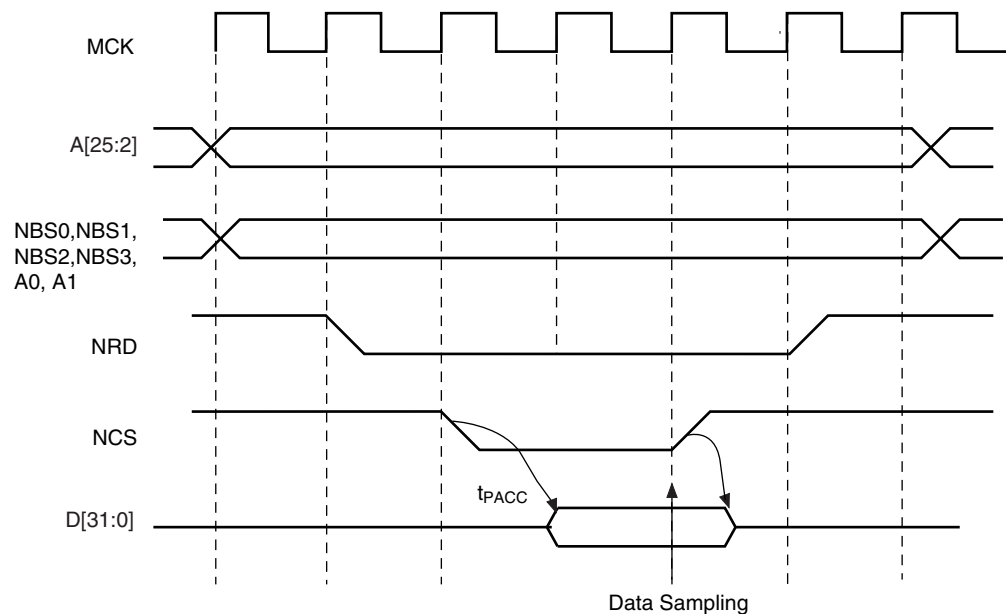 MCK
A[25:2]
NBS0,NBS1,
NBS2,NBS3,
A0, A1
NRD
NCS
tPACC
D[31:0]
Data Sampling